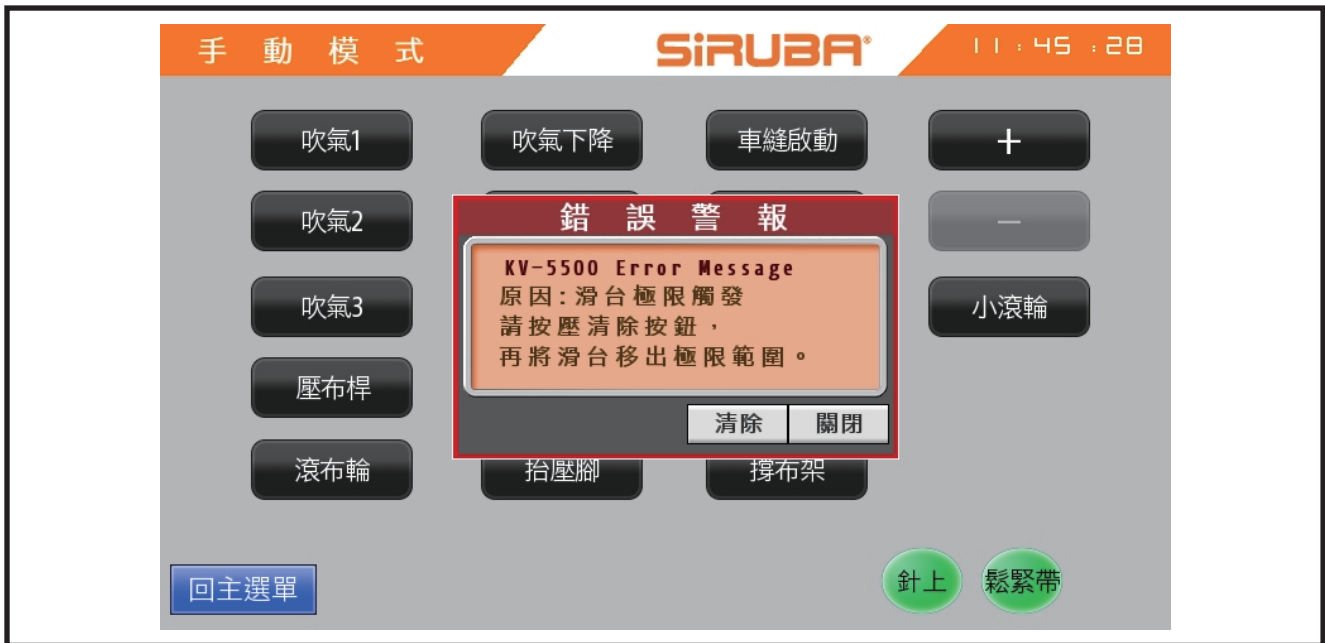 手動模式
SiRUBA®
11:45:28
吹氣1
吹氣下降
車縫啟動
+
吹氣2
−
錯誤警報
KV-5500 Error Message
原因:滑台極限觸發
請按壓清除按鈕，
再將滑台移出極限範圍。
清除
關閉
吹氣3
小滾輪
壓布桿
滾布輪
抬壓腳
撐布架
回主選單
針上
鬆緊帶